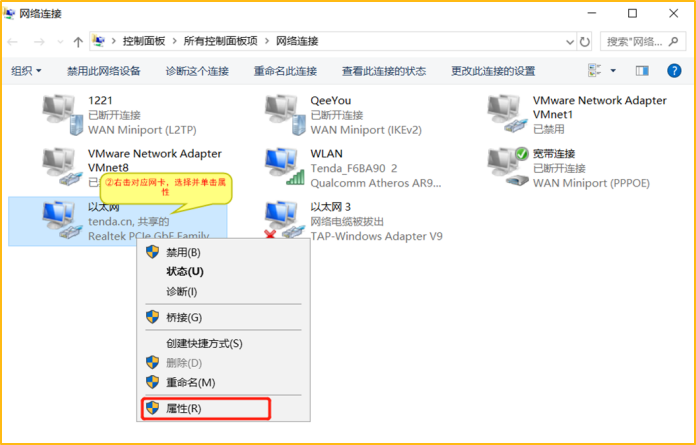 网络连接
控制面板 > 所有控制面板项 > 网络连接
搜索"网络...
组织 禁用此网络设备 诊断这个连接 重命名此连接 查看此连接的状态 更改此连接的设置
1221
已断开连接
WAN Miniport (L2TP)
QeeYou
已断开连接
WAN Miniport (IKEv2)
VMware Network Adapter
VMnet1
已禁用
VMware Network Adapter
VMnet8
WLAN
Tenda_F6BA90 2
Qualcomm Atheros AR9...
宽带连接
已断开连接
WAN Miniport (PPPOE)
②右击对应网卡，选择并单击属
性
以太网
tenda.cn, 共享的
Realtek PCIe GbE Family
以太网 3
网络电缆被拔出
TAP-Windows Adapter V9
禁用(B)
状态(U)
诊断(I)
桥接(G)
创建快捷方式(S)
删除(D)
重命名(M)
属性(R)